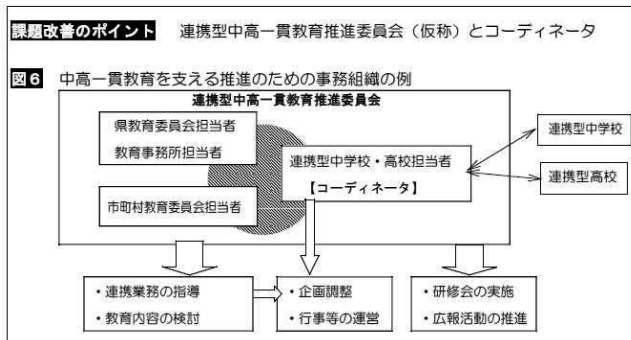 課題改善のポイント 連携型中高一貫教育推進委員会（仮称）とコーディネータ
図6 中高一貫教育を支える推進のための事務組織の例
連携型中高一貫教育推進委員会
県教育委員会担当者
教育事務所担当者
市町村教育委員会担当者
連携型中学校・高校担当者
【コーディネータ】
連携型中学校
連携型高校
・連携業務の指導
・教育内容の検討
・企画調整
・行事等の運営
・研修会の実施
・広報活動の推進